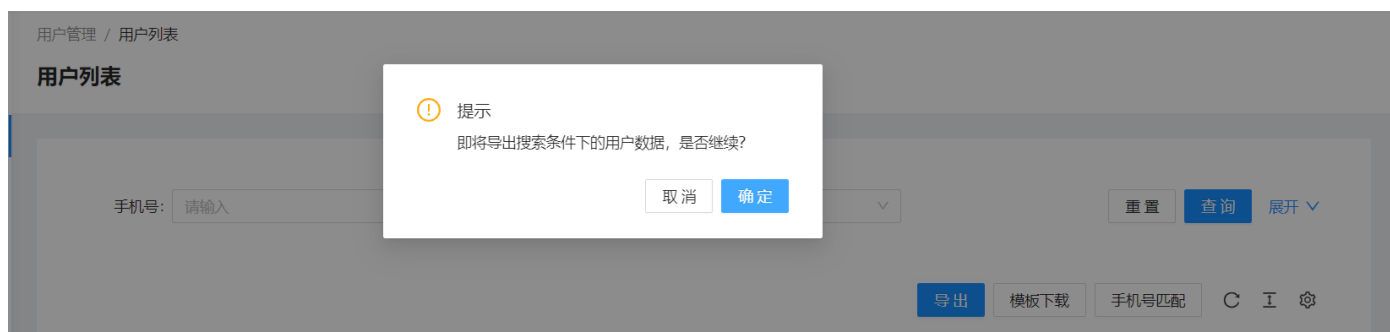 用户管理 / 用户列表
用户列表
提示
即将导出搜索条件下的用户数据，是否继续?
取消 确定
手机号: 请输入 重置 查询 展开
导出 模板下载 手机号匹配